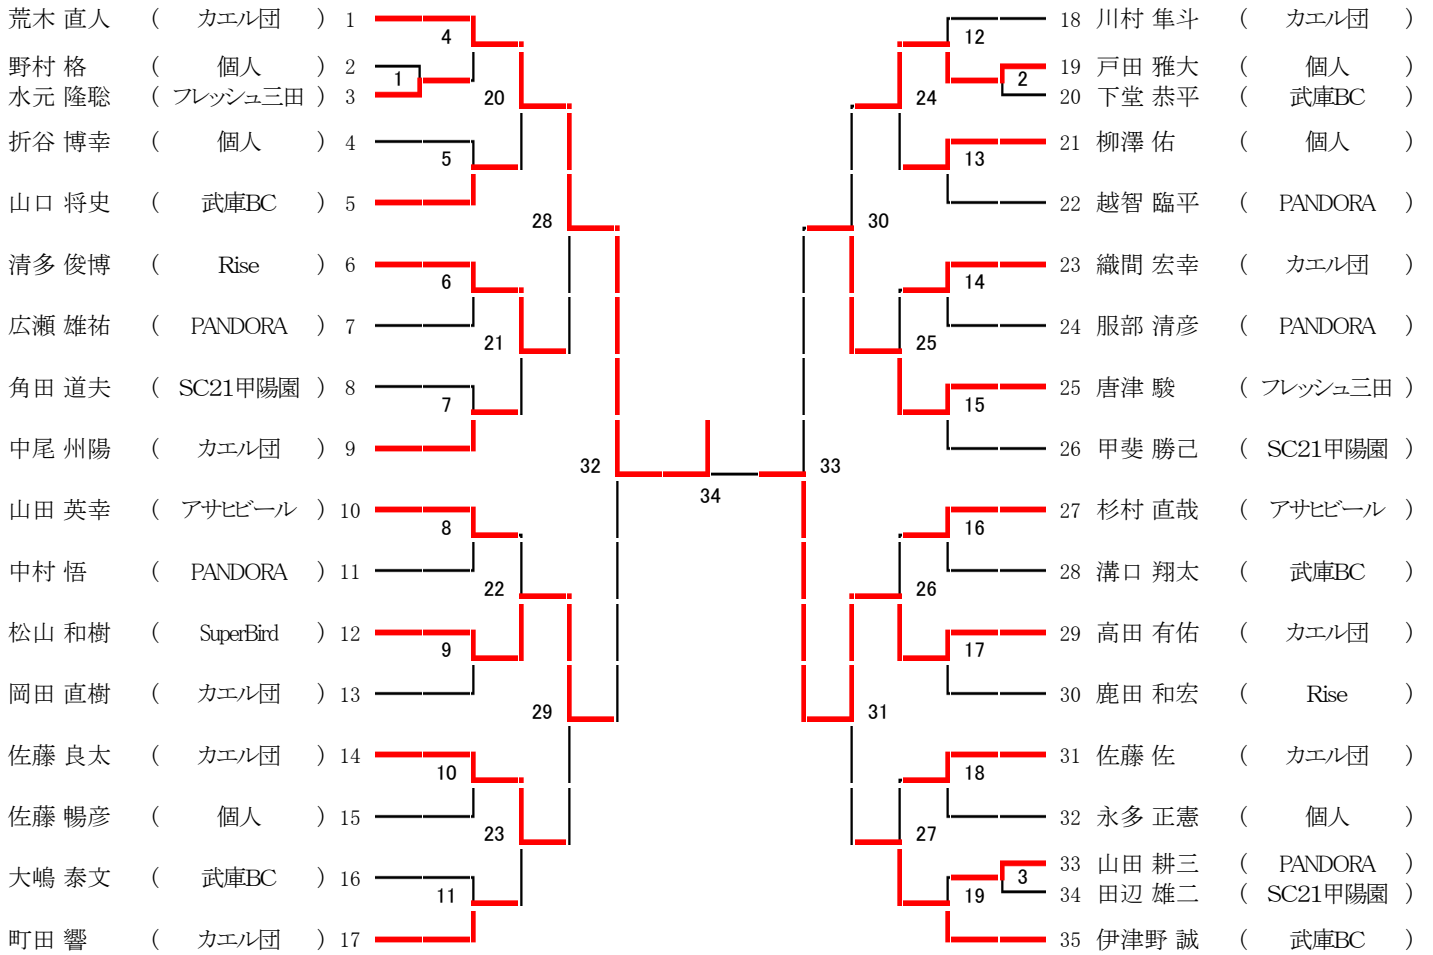 荒木 直人 ( カエル団 ) 1
野村 格 ( 個人 ) 2
水元 隆聡 ( フレッシュ三田 ) 3
折谷 博幸 ( 個人 ) 4
山口 将史 ( 武庫BC ) 5
清多 俊博 ( Rise ) 6
広瀬 雄祐 ( PANDORA ) 7
角田 道夫 ( SC21甲陽園 ) 8
中尾 州陽 ( カエル団 ) 9
山田 英幸 ( アサヒビール ) 10
中村 悟 ( PANDORA ) 11
松山 和樹 ( SuperBird ) 12
岡田 直樹 ( カエル団 ) 13
佐藤 良太 ( カエル団 ) 14
佐藤 暢彦 ( 個人 ) 15
大嶋 泰文 ( 武庫BC ) 16
町田 響 ( カエル団 ) 17
1
4
5
6
7
8
9
10
11
20
21
22
23
28
29
32
34
33
30
31
24
25
26
27
12
13
14
15
16
17
18
19
2
3
18 川村 隼斗 ( カエル団 )
19 戸田 雅大 ( 個人 )
20 下堂 恭平 ( 武庫BC )
21 柳澤 佑 ( 個人 )
22 越智 臨平 ( PANDORA )
23 織間 宏幸 ( カエル団 )
24 服部 清彦 ( PANDORA )
25 唐津 駿 ( フレッシュ三田 )
26 甲斐 勝己 ( SC21甲陽園 )
27 杉村 直哉 ( アサヒビール )
28 溝口 翔太 ( 武庫BC )
29 高田 有佑 ( カエル団 )
30 鹿田 和宏 ( Rise )
31 佐藤 佐 ( カエル団 )
32 永多 正憲 ( 個人 )
33 山田 耕三 ( PANDORA )
34 田辺 雄二 ( SC21甲陽園 )
35 伊津野 誠 ( 武庫BC )